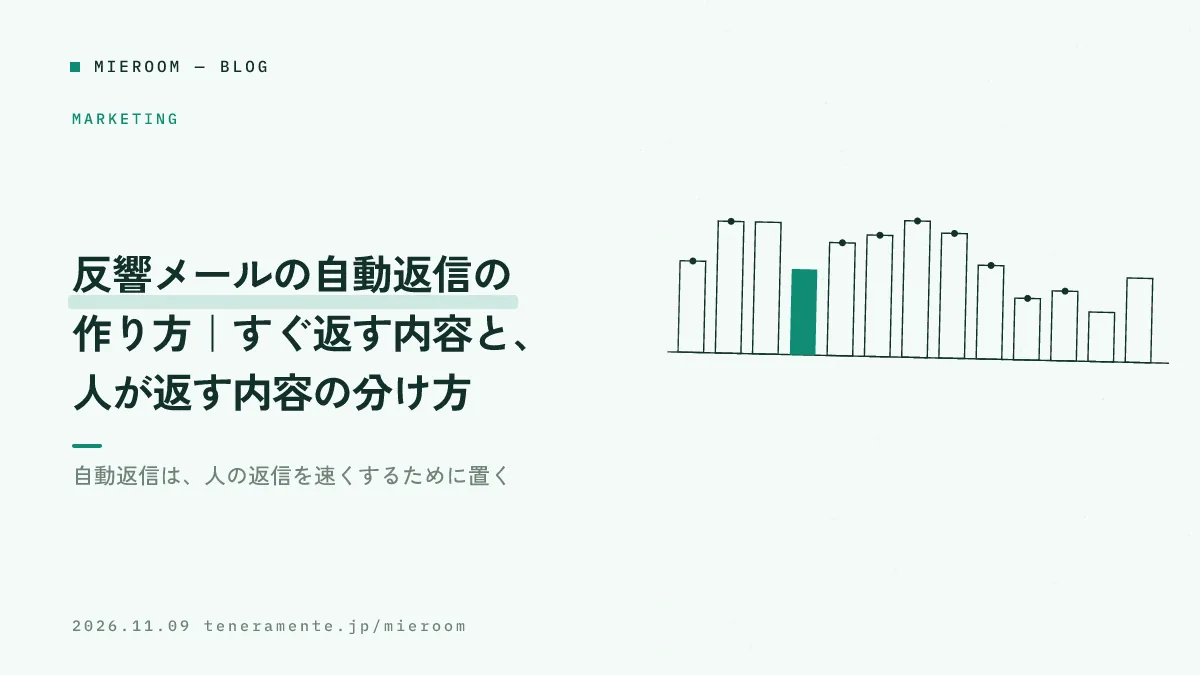 MIEROOM — BLOG
MARKETING
反響メールの自動返信の
作り方｜すぐ返す内容と、
人が返す内容の分け方
自動返信は、人の返信を速くするために置く
2026.11.09 teneramente.jp/mieroom